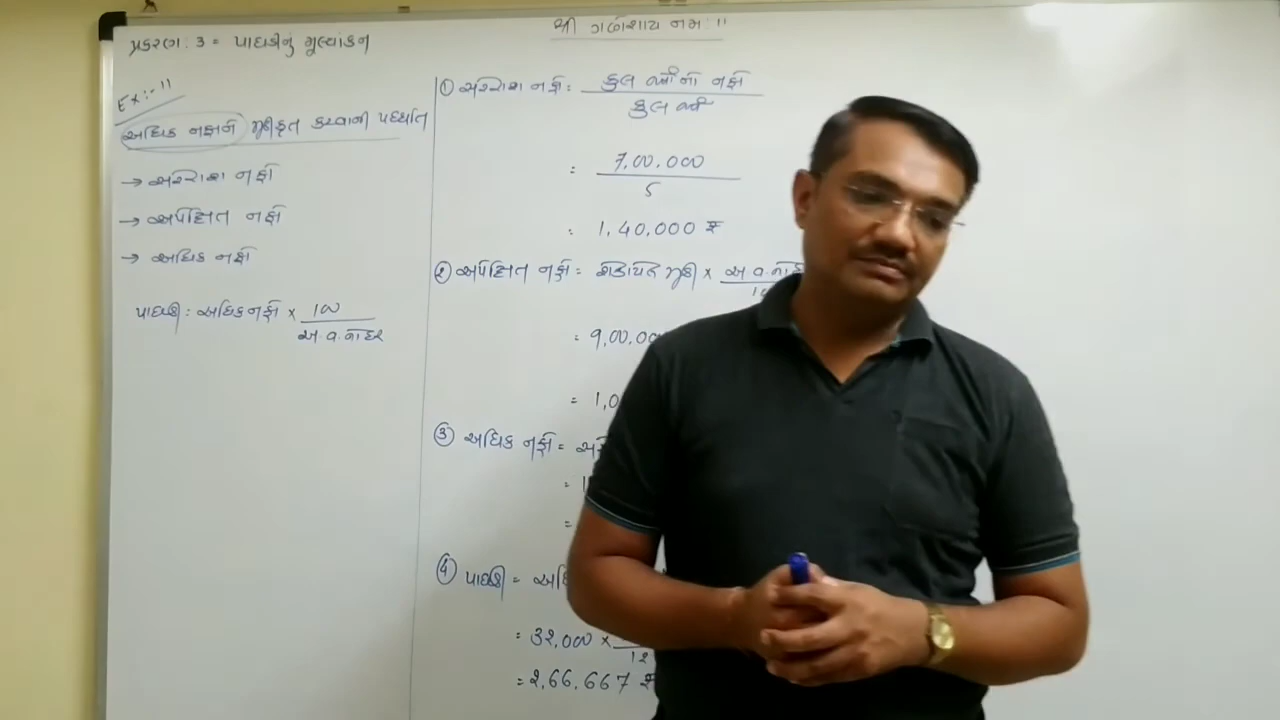 શ્રી ગણેશાય નમઃ॥
પ્રકરણ : 3 = પાઘડીનું મૂલ્યાંકન
Ex :- 11
અધિક નફાને મૂડીકૃત કરવાની પદ્ધતિ
→ સરેરાશ નફો
→ અપેક્ષિત નફો
→ અધિક નફો
પાઘડી : અધિક નફો × 100
અ.વ.નો દર
① સરેરાશ નફો : કુલ વર્ષોનો નફો
કુલ વર્ષ
: 7,00,000
5
: 1,40,000 ₹
② અપેક્ષિત નફો = રોકાયેલ મૂડી × અ.વ.નો દર
= 9,00,00
= 1,0
③ અધિક નફો =
=
=
④ પાઘડી =
= 32,000 ×
12
= 2,66,667 ₹